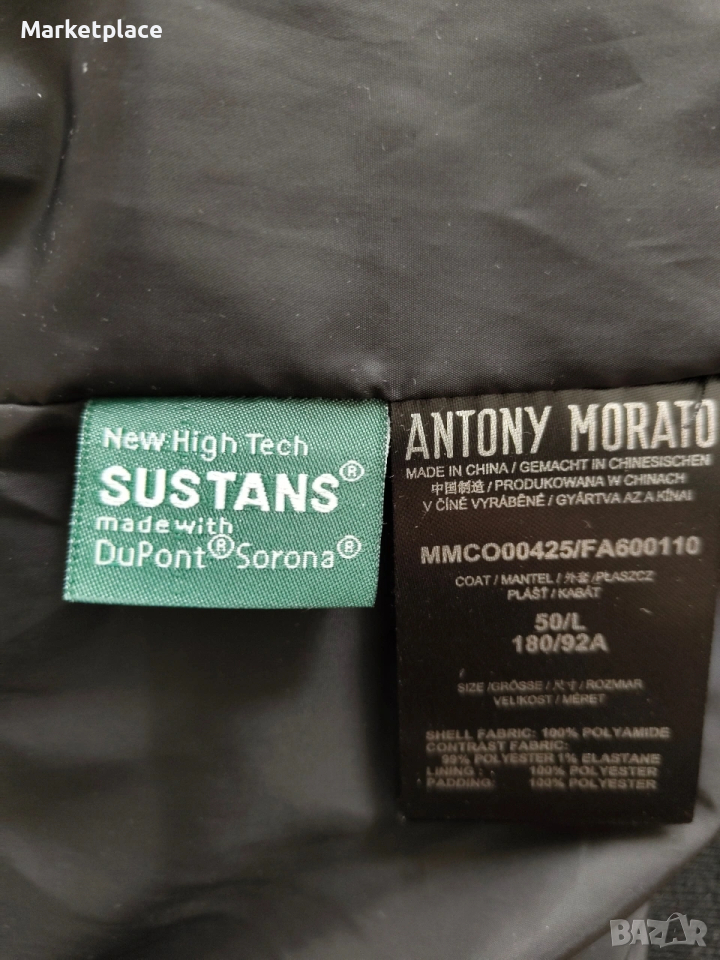 Marketplace
New High Tech
SUSTANS®
made with
DuPont® Sorona®
ANTONY MORATO
MADE IN CHINA / GEMACHT IN CHINESISCHEN
中国制造 / PRODUKOWANA W CHINACH
V ČÍNĚ VYRÁBĚNÉ / GYÁRTVA AZ A KÍNAI
MMCO00425/FA600110
COAT / MANTEL / 外套 /PŁASZCZ
PLÁŠŤ / KABÁT
50/L
180/92A
SIZE /GRÖSSE / 尺寸 / ROZMIAR
VELIKOST / MÉRET
SHELL FABRIC: 100% POLYAMIDE
CONTRAST FABRIC:
99% POLYESTER 1% ELASTANE
LINING : 100% POLYESTER
PADDING: 100% POLYESTER
BAZAR